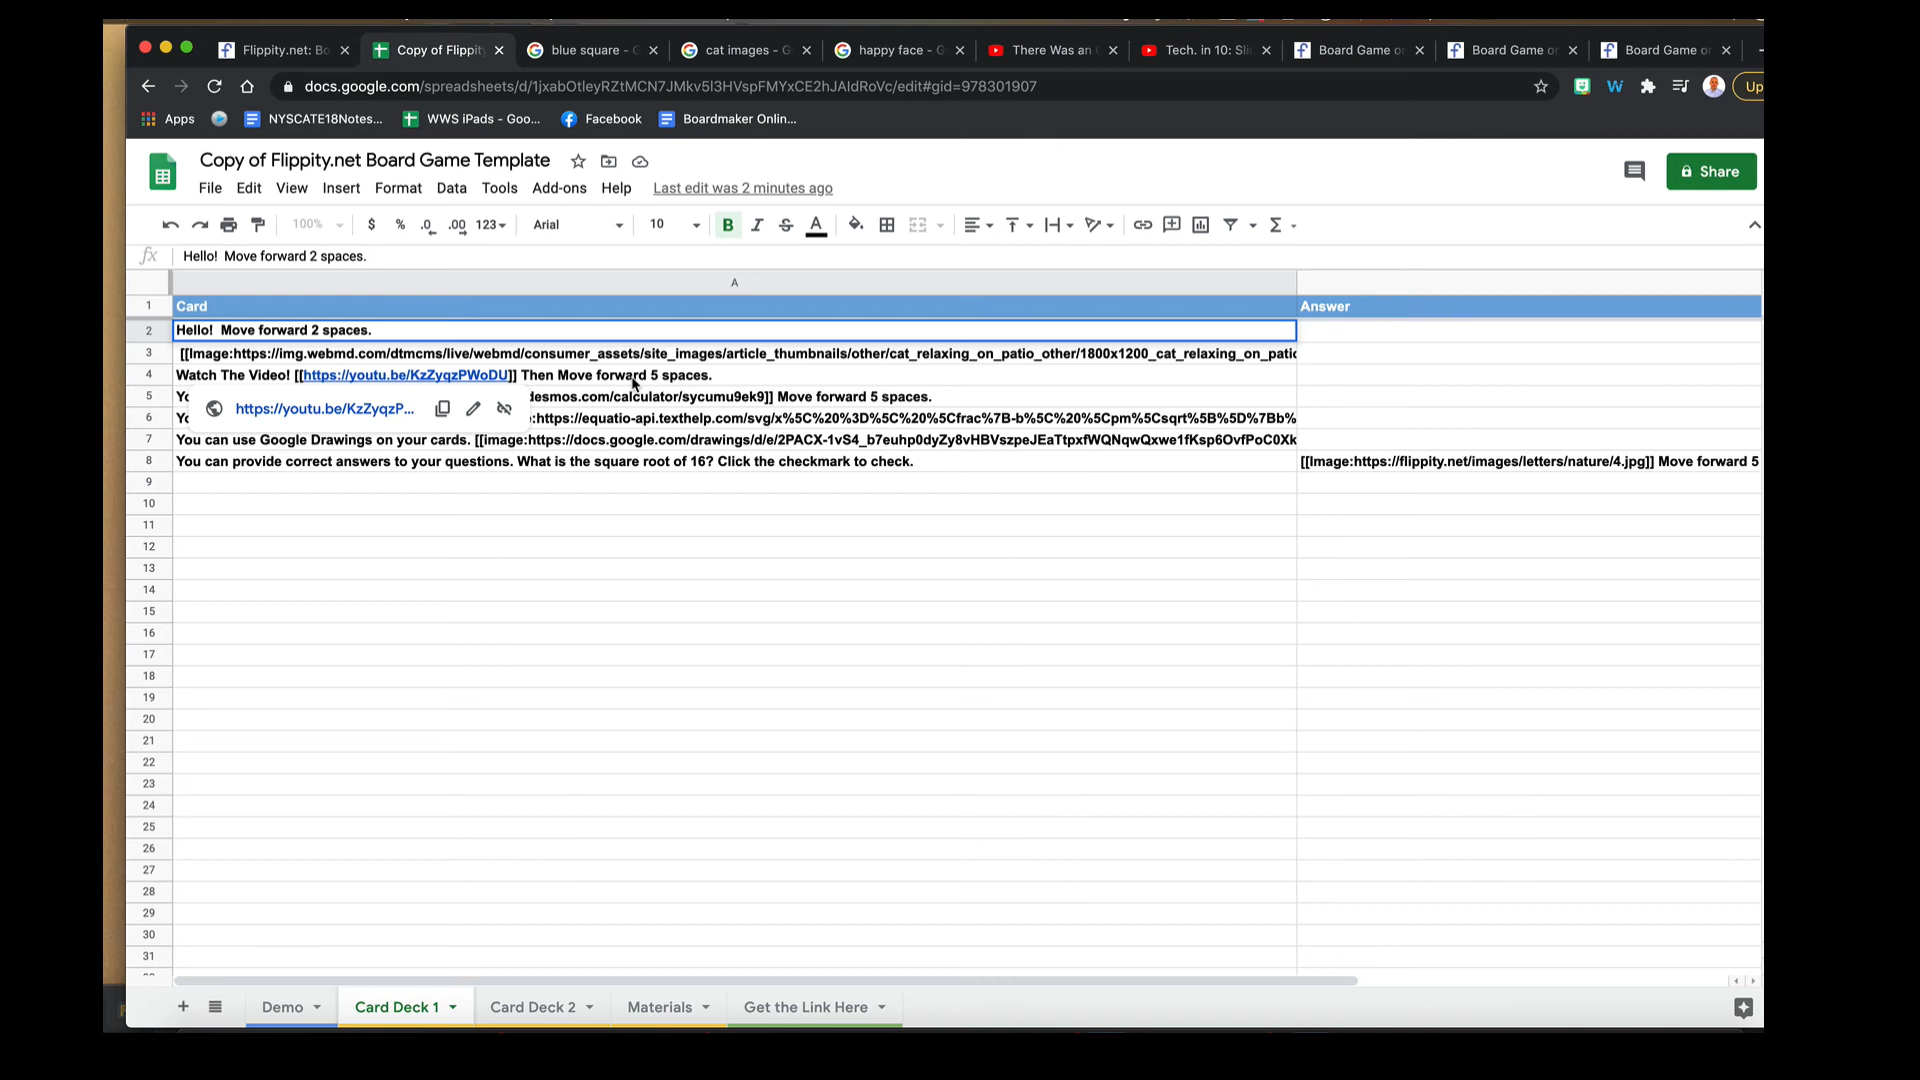 Flippity.net: Bo
Copy of Flippit
blue square - G
cat images - G
happy face - G
There Was an
Tech. in 10: Sli
Board Game or
Board Game or
Board Game or
docs.google.com/spreadsheets/d/1jxabOtleyRZtMCN7JMkv5l3HVspFMYxCE2hJAIdRoVc/edit#gid=978301907
Up
Apps
NYSCATE18Notes...
WWS iPads - Goo...
Facebook
Boardmaker Onlin...
Copy of Flippity.net Board Game Template
Share
File Edit View Insert Format Data Tools Add-ons Help Last edit was 2 minutes ago
100% $ % .0 .00 123 Arial 10 B I S A
fx Hello!  Move forward 2 spaces.
A
1 Card Answer
2 Hello!  Move forward 2 spaces.
3 [[Image:https://img.webmd.com/dtmcms/live/webmd/consumer_assets/site_images/article_thumbnails/other/cat_relaxing_on_patio_other/1800x1200_cat_relaxing_on_patio
4 Watch The Video! [[https://youtu.be/KzZyqzPWoDU]] Then Move forward 5 spaces.
5 Yo desmos.com/calculator/sycumu9ek9]] Move forward 5 spaces.
https://youtu.be/KzZyqzP...
6 Yo :https://equatio-api.texthelp.com/svg/x%5C%20%3D%5C%20%5Cfrac%7B-b%5C%20%5Cpm%5Csqrt%5B%5D%7Bb%
7 You can use Google Drawings on your cards. [[image:https://docs.google.com/drawings/d/e/2PACX-1vS4_b7euhp0dyZy8vHBVszpeJEaTtpxfWQNqwQxwe1fKsp6OvfPoC0Xk
8 You can provide correct answers to your questions. What is the square root of 16? Click the checkmark to check. [[Image:https://flippity.net/images/letters/nature/4.jpg]] Move forward 5
9
10
11
12
13
14
15
16
17
18
19
20
21
22
23
24
25
26
27
28
29
30
31
Demo Card Deck 1 Card Deck 2 Materials Get the Link Here